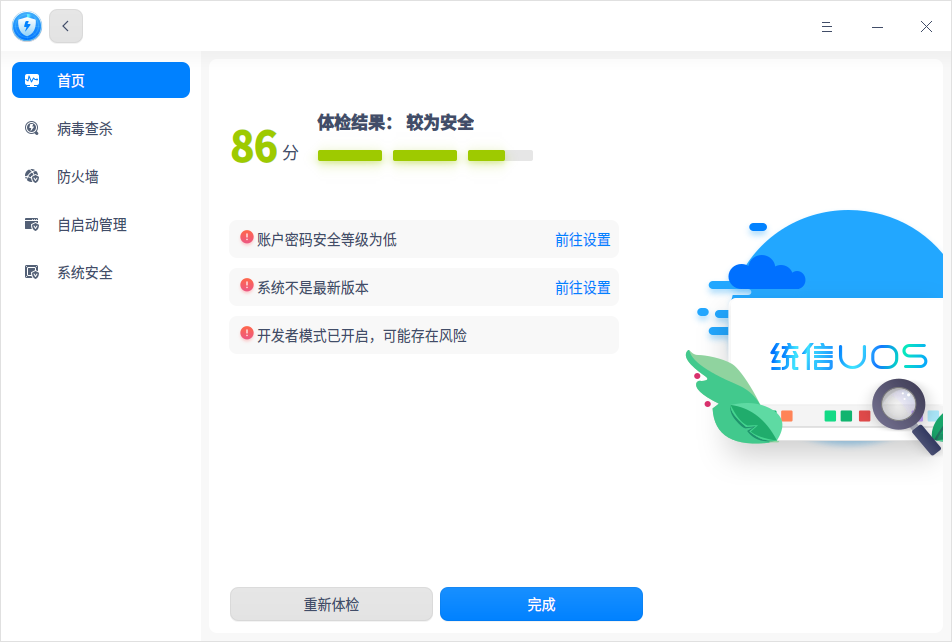 首页
病毒查杀
防火墙
自启动管理
系统安全
86 分
体检结果： 较为安全
账户密码安全等级为低 前往设置
系统不是最新版本 前往设置
开发者模式已开启，可能存在风险
统信UOS
重新体检 完成